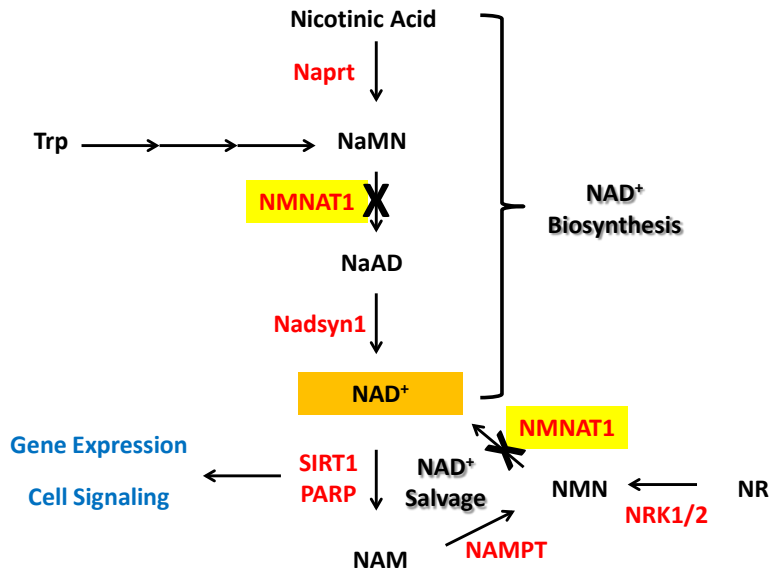 Nicotinic Acid
Naprt
Trp
NaMN
NMNAT1
X
NAD+
Biosynthesis
NaAD
Nadsyn1
NAD+
NMNAT1
X
Gene Expression
Cell Signaling
SIRT1
PARP
NAD+
Salvage
NMN
NR
NRK1/2
NAM
NAMPT